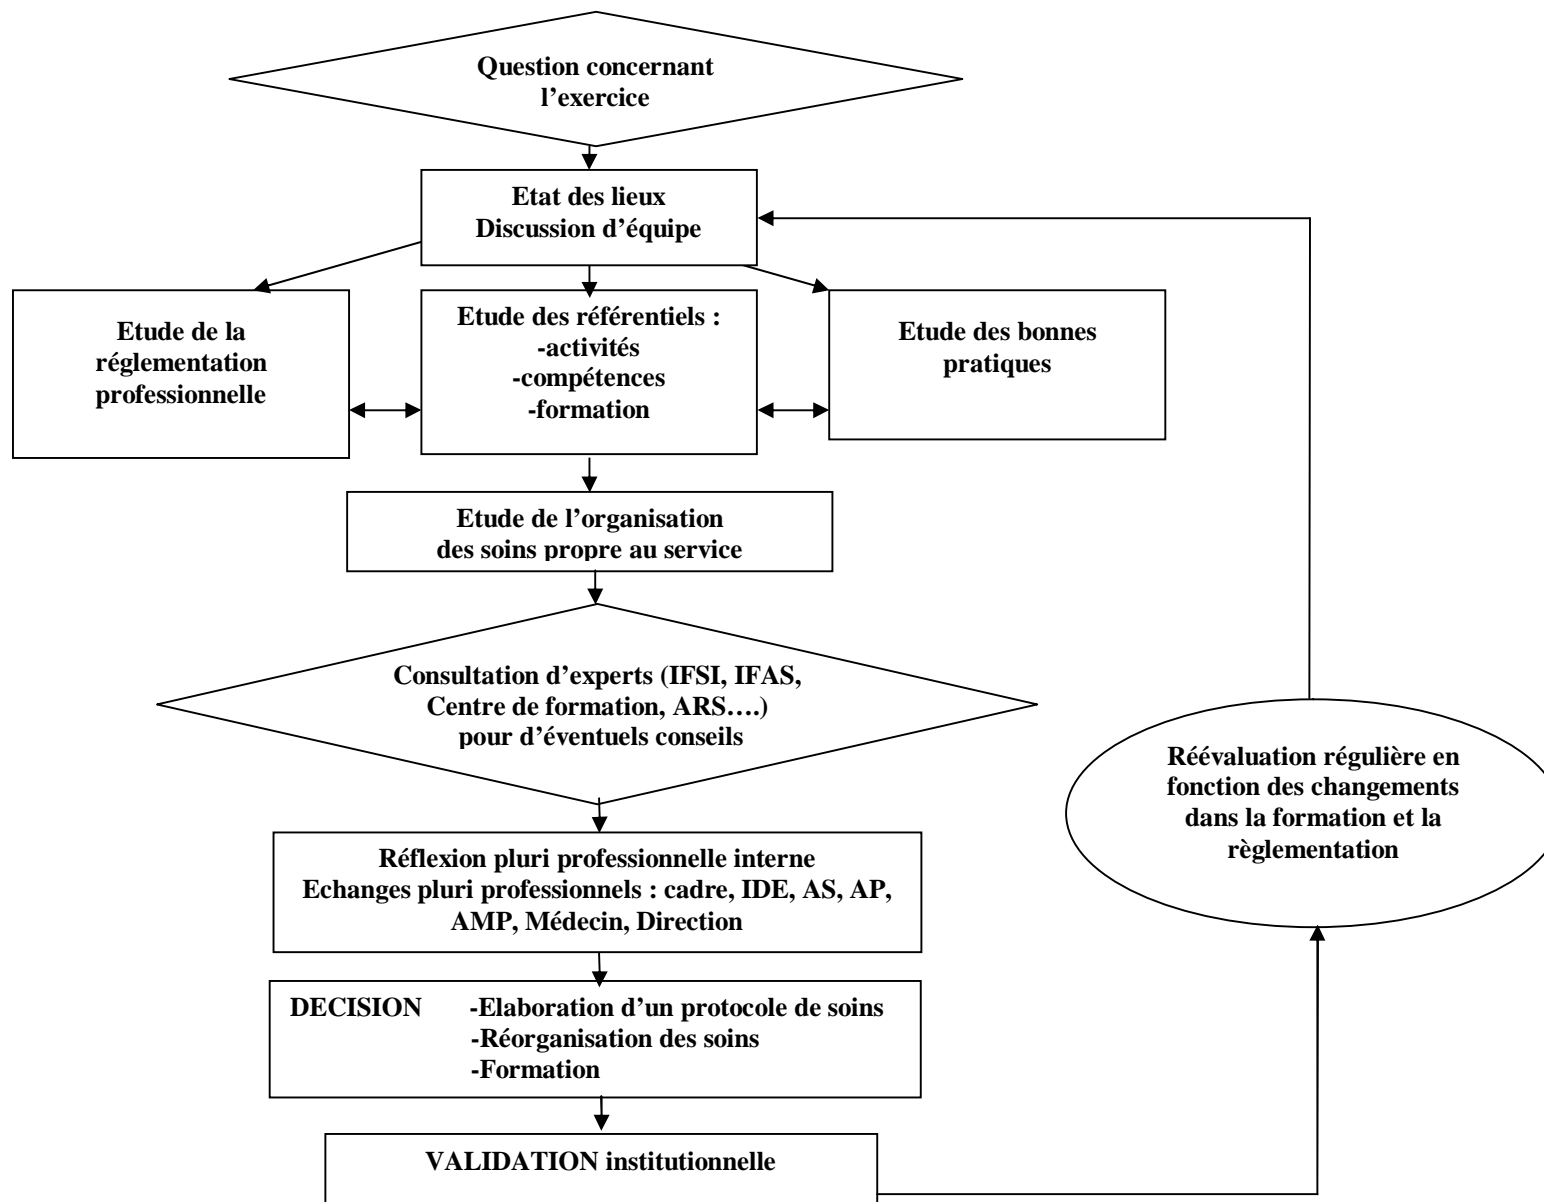 Question concernant
l’exercice
Etat des lieux
Discussion d’équipe
Etude de la
réglementation
professionnelle
Etude des référentiels :
-activités
-compétences
-formation
Etude des bonnes
pratiques
Etude de l’organisation
des soins propre au service
Consultation d’experts (IFSI, IFAS,
Centre de formation, ARS….)
pour d’éventuels conseils
Réévaluation régulière en
fonction des changements
dans la formation et la
règlementation
Réflexion pluri professionnelle interne
Echanges pluri professionnels : cadre, IDE, AS, AP,
AMP, Médecin, Direction
DECISION -Elaboration d’un protocole de soins
-Réorganisation des soins
-Formation
VALIDATION institutionnelle